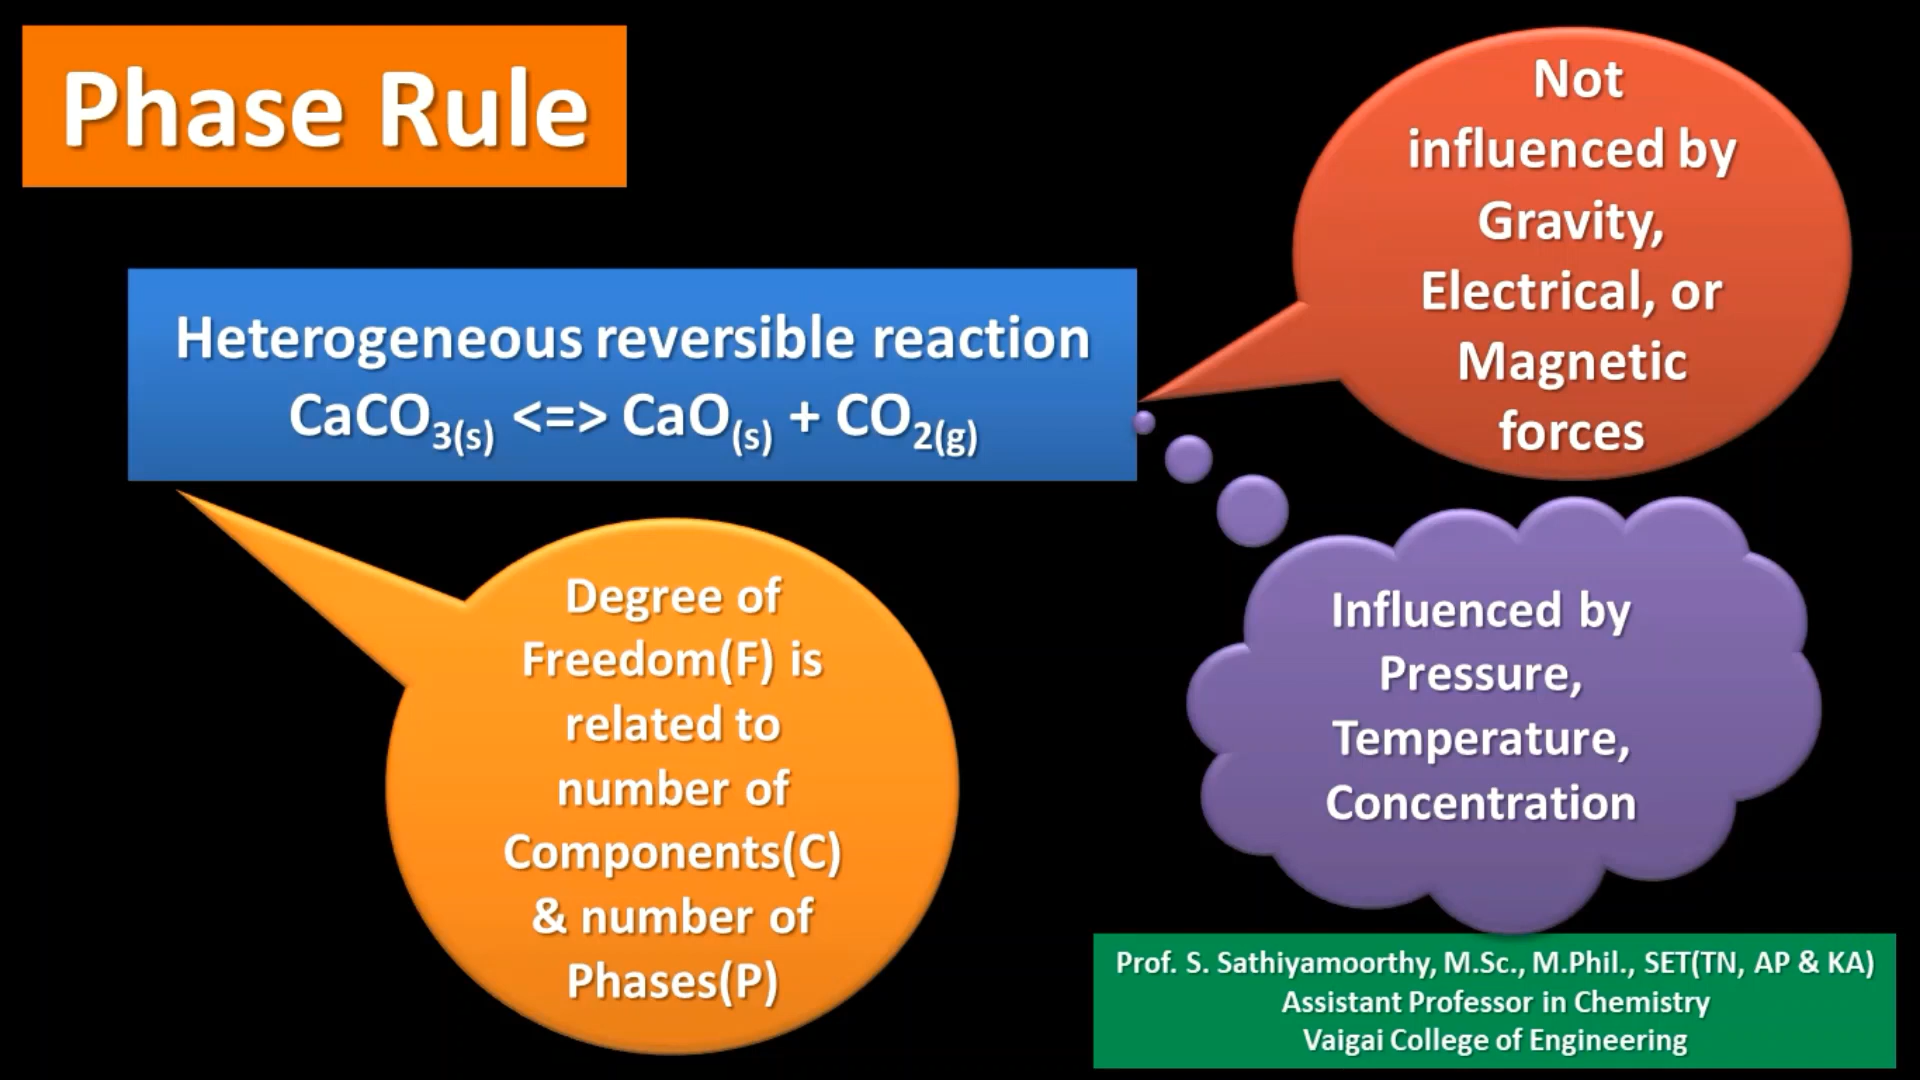 Phase Rule
Not
influenced by
Gravity,
Electrical, or
Magnetic
forces
Heterogeneous reversible reaction
CaCO3(s) <=> CaO(s) + CO2(g)
Degree of
Freedom(F) is
related to
number of
Components(C)
& number of
Phases(P)
Influenced by
Pressure,
Temperature,
Concentration
Prof. S. Sathiyamoorthy, M.Sc., M.Phil., SET(TN, AP & KA)
Assistant Professor in Chemistry
Vaigai College of Engineering